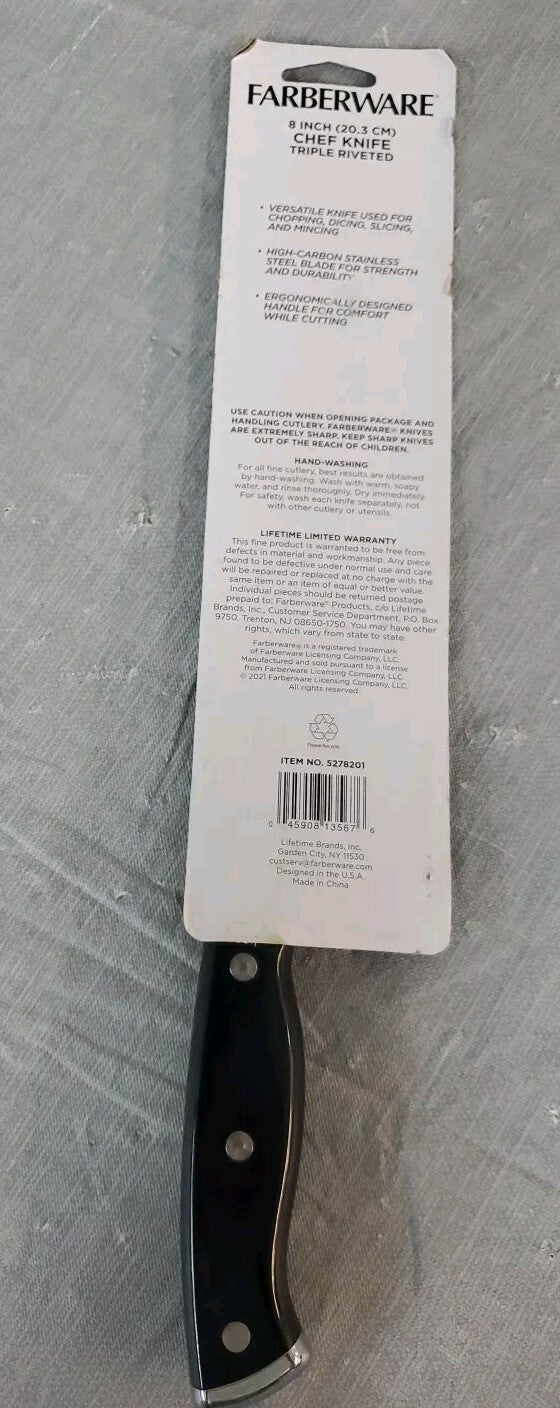 FARBERWARE
8 INCH (20.3 CM)
CHEF KNIFE
TRIPLE RIVETED
• VERSATILE KNIFE USED FOR
CHOPPING, DICING, SLICING,
AND MINCING
• HIGH-CARBON STAINLESS
STEEL BLADE FOR STRENGTH
AND DURABILITY
• ERGONOMICALLY DESIGNED
HANDLE FOR COMFORT
WHILE CUTTING
USE CAUTION WHEN OPENING PACKAGE AND
HANDLING CUTLERY. FARBERWARE® KNIVES
ARE EXTREMELY SHARP. KEEP SHARP KNIVES
OUT OF THE REACH OF CHILDREN.
HAND-WASHING
For all fine cutlery, best results are obtained
by hand-washing. Wash with warm, soapy
water, and rinse thoroughly. Dry immediately.
For safety, wash each knife separately, not
with other cutlery or utensils.
LIFETIME LIMITED WARRANTY
This fine product is warranted to be free from
defects in material and workmanship. Any piece
found to be defective under normal use and care
will be repaired or replaced at no charge with the
same item or an item of equal or better value.
Individual pieces should be returned postage
prepaid to: Farberware® Products, c/o Lifetime
Brands, Inc., Customer Service Department, P.O. Box
9750, Trenton, NJ 08650-1750. You may have other
rights, which vary from state to state.
Farberware® is a registered trademark
of Farberware Licensing Company, LLC.
Manufactured and sold pursuant to a license
from Farberware Licensing Company, LLC.
© 2021 Farberware Licensing Company, LLC.
All rights reserved.
Please Recycle
ITEM NO. 5278201
0 45908 13567 6
Lifetime Brands, Inc.
Garden City, NY 11530
custserv@farberware.com
Designed in the U.S.A.
Made in China